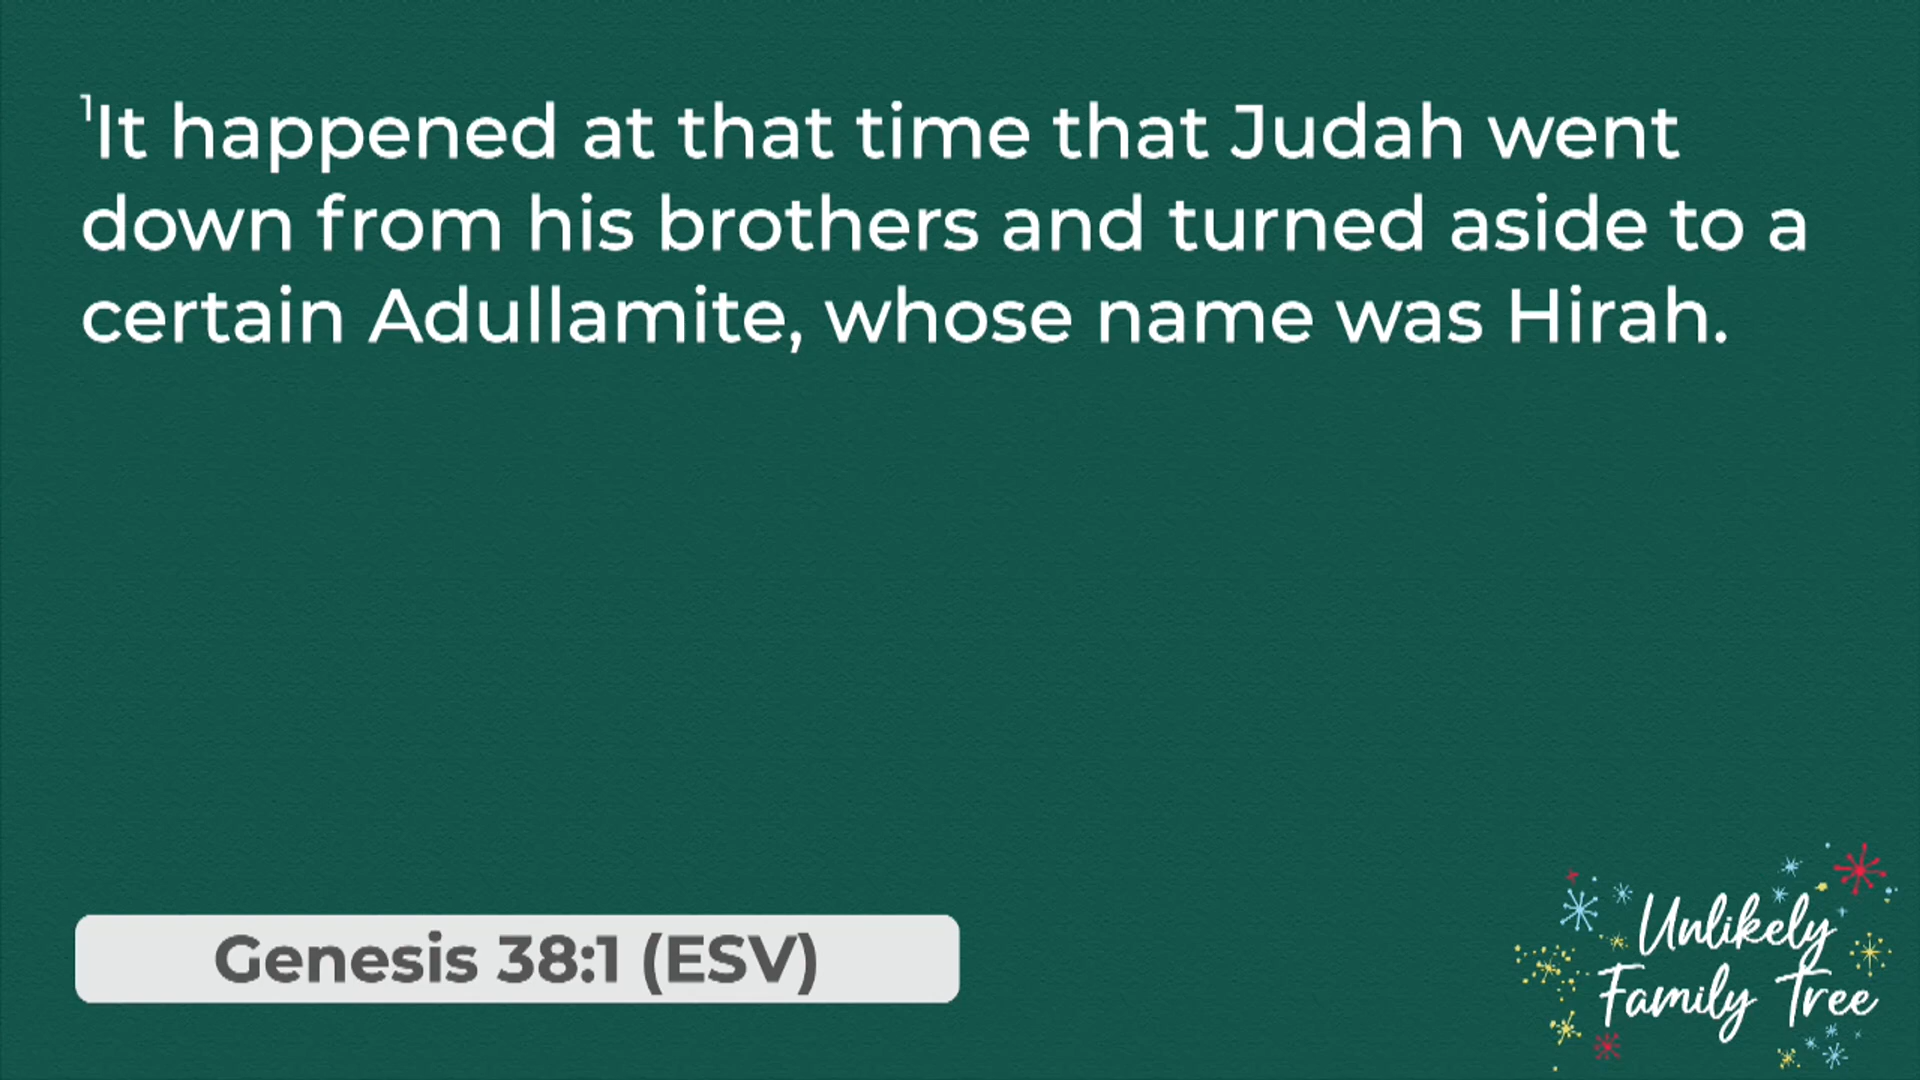 ¹It happened at that time that Judah went
down from his brothers and turned aside to a
certain Adullamite, whose name was Hirah.
Genesis 38:1 (ESV)
Unlikely
Family Tree